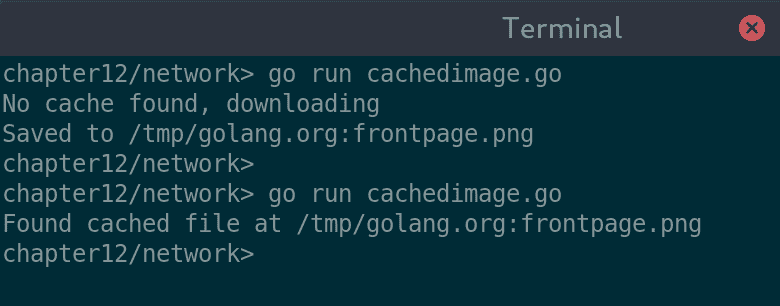 Terminal
chapter12/network> go run cachedimage.go
No cache found, downloading
Saved to /tmp/golang.org:frontpage.png
chapter12/network>
chapter12/network> go run cachedimage.go
Found cached file at /tmp/golang.org:frontpage.png
chapter12/network>